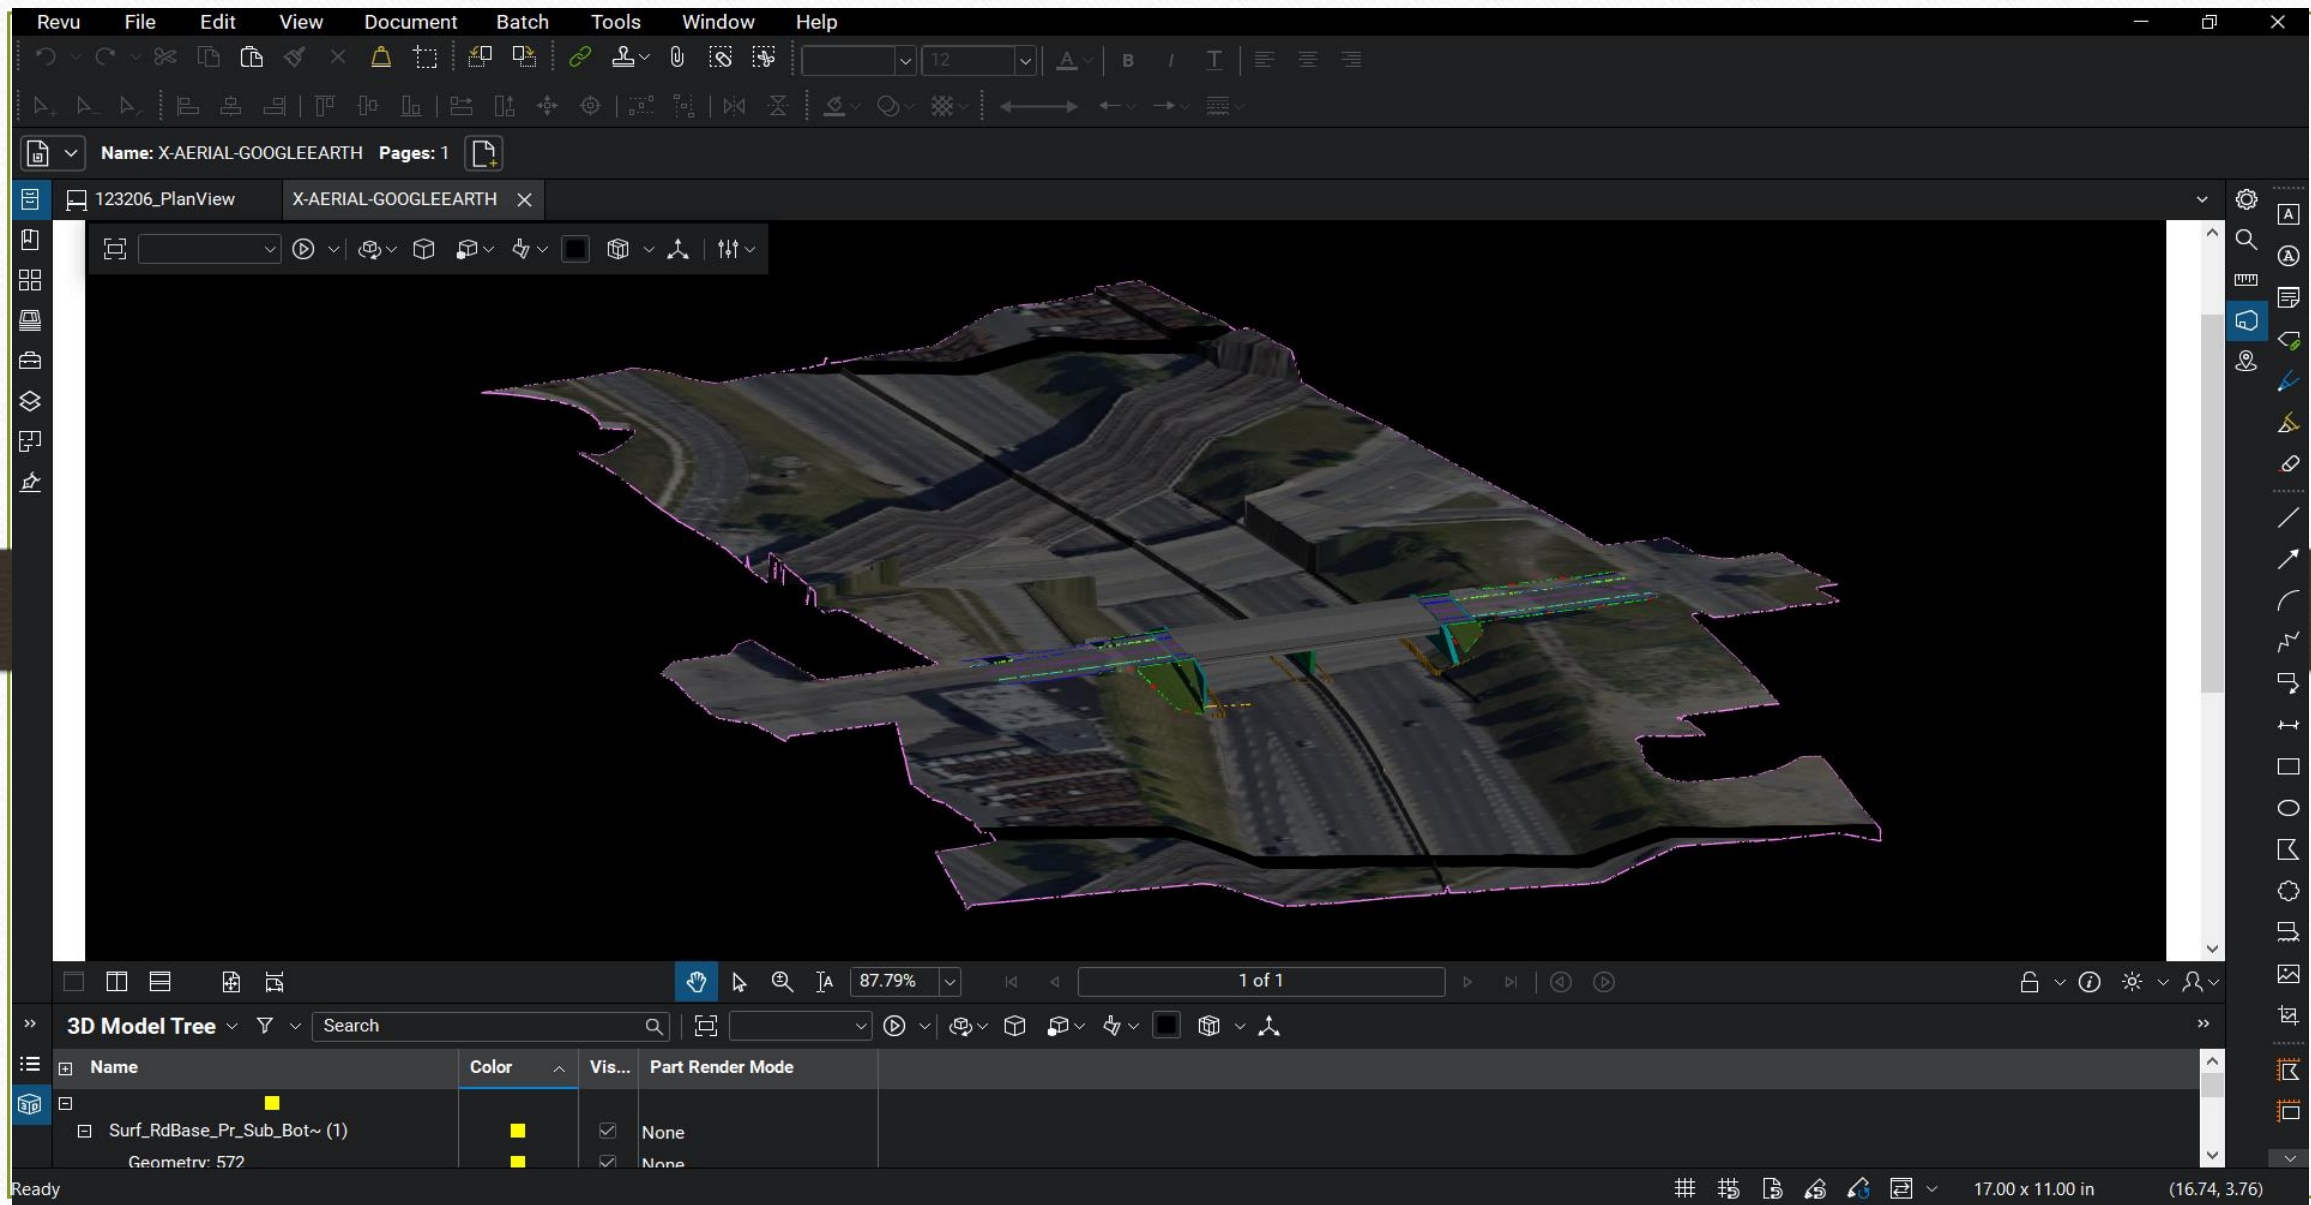 Revu File Edit View Document Batch Tools Window Help
12
Name: X-AERIAL-GOOGLEEARTH Pages: 1
123206_PlanView X-AERIAL-GOOGLEEARTH
87.79% 1 of 1
3D Model Tree Search
Name Color Vis... Part Render Mode
Surf_RdBase_Pr_Sub_Bot~ (1) None
Geometry: 572 None
Ready 17.00 x 11.00 in (16.74, 3.76)